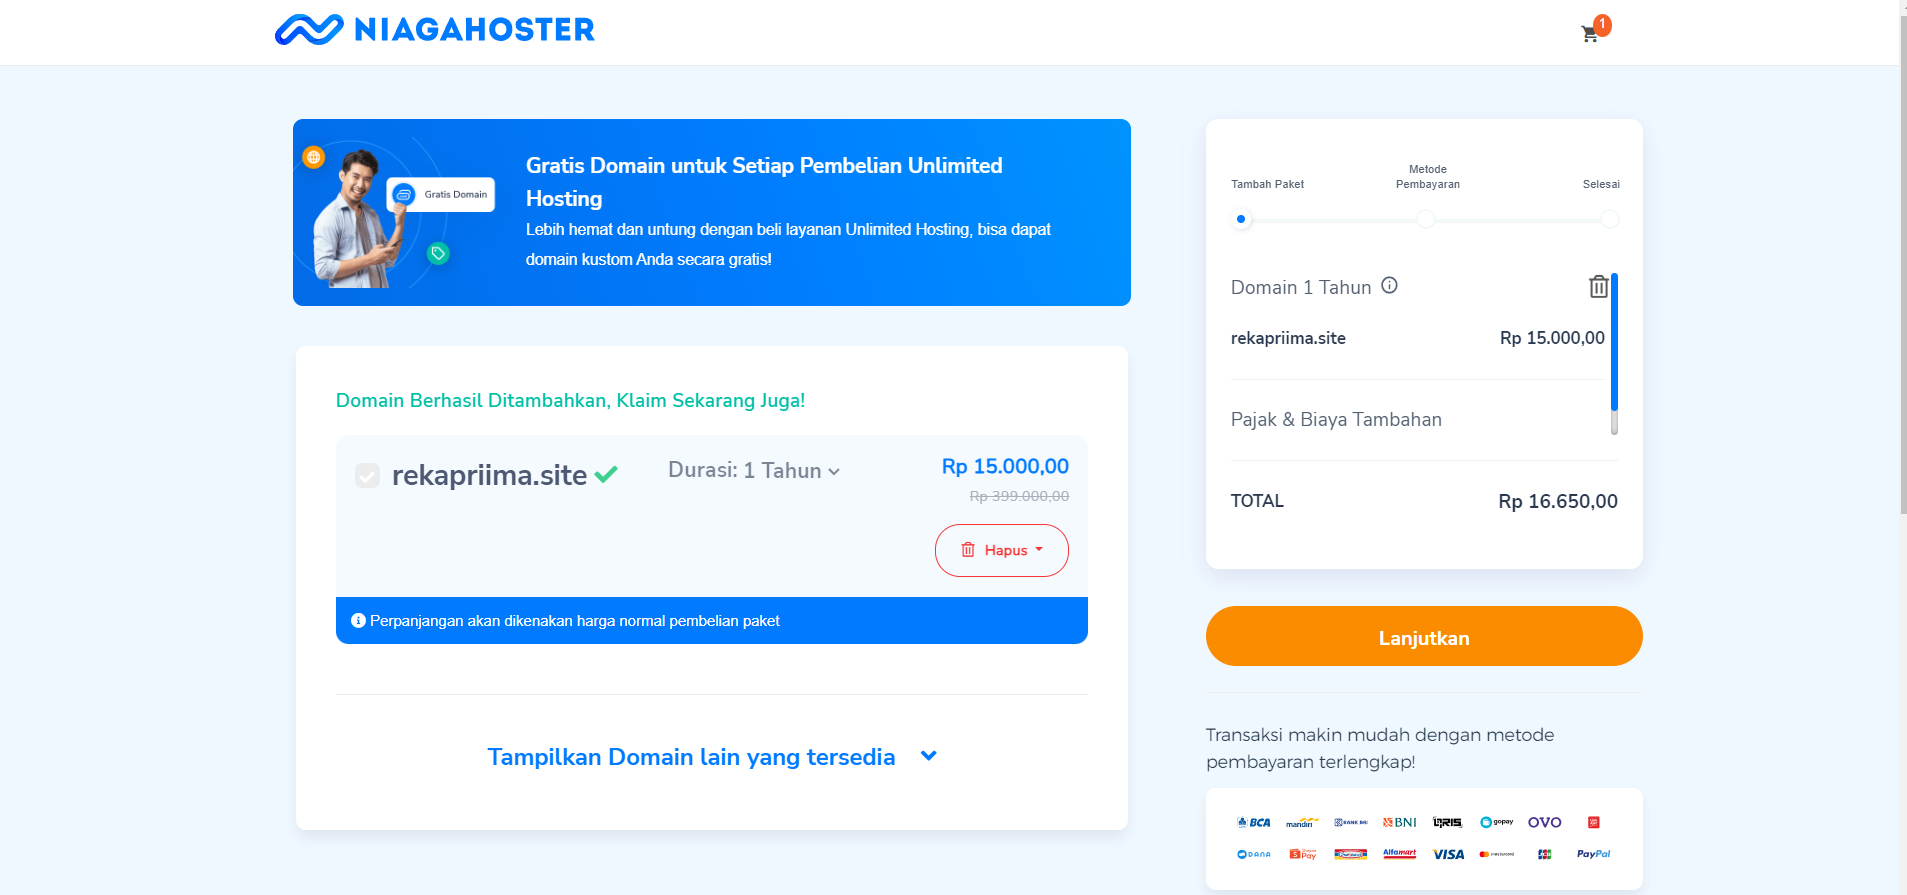 NIAGAHOSTER
1
Gratis Domain
Gratis Domain untuk Setiap Pembelian Unlimited
Hosting
Lebih hemat dan untung dengan beli layanan Unlimited Hosting, bisa dapat
domain kustom Anda secara gratis!
Domain Berhasil Ditambahkan, Klaim Sekarang Juga!
rekapriima.site
Durasi: 1 Tahun
Rp 15.000,00
Rp 399.000,00
Hapus
Perpanjangan akan dikenakan harga normal pembelian paket
Tampilkan Domain lain yang tersedia
Tambah Paket
Metode
Pembayaran
Selesai
Domain 1 Tahun
rekapriima.site Rp 15.000,00
Pajak & Biaya Tambahan
TOTAL Rp 16.650,00
Lanjutkan
Transaksi makin mudah dengan metode
pembayaran terlengkap!
BCA mandiri BANK BRI BNI QRIS gopay OVO
DANA Pay Alfamart VISA mastercard JCB PayPal